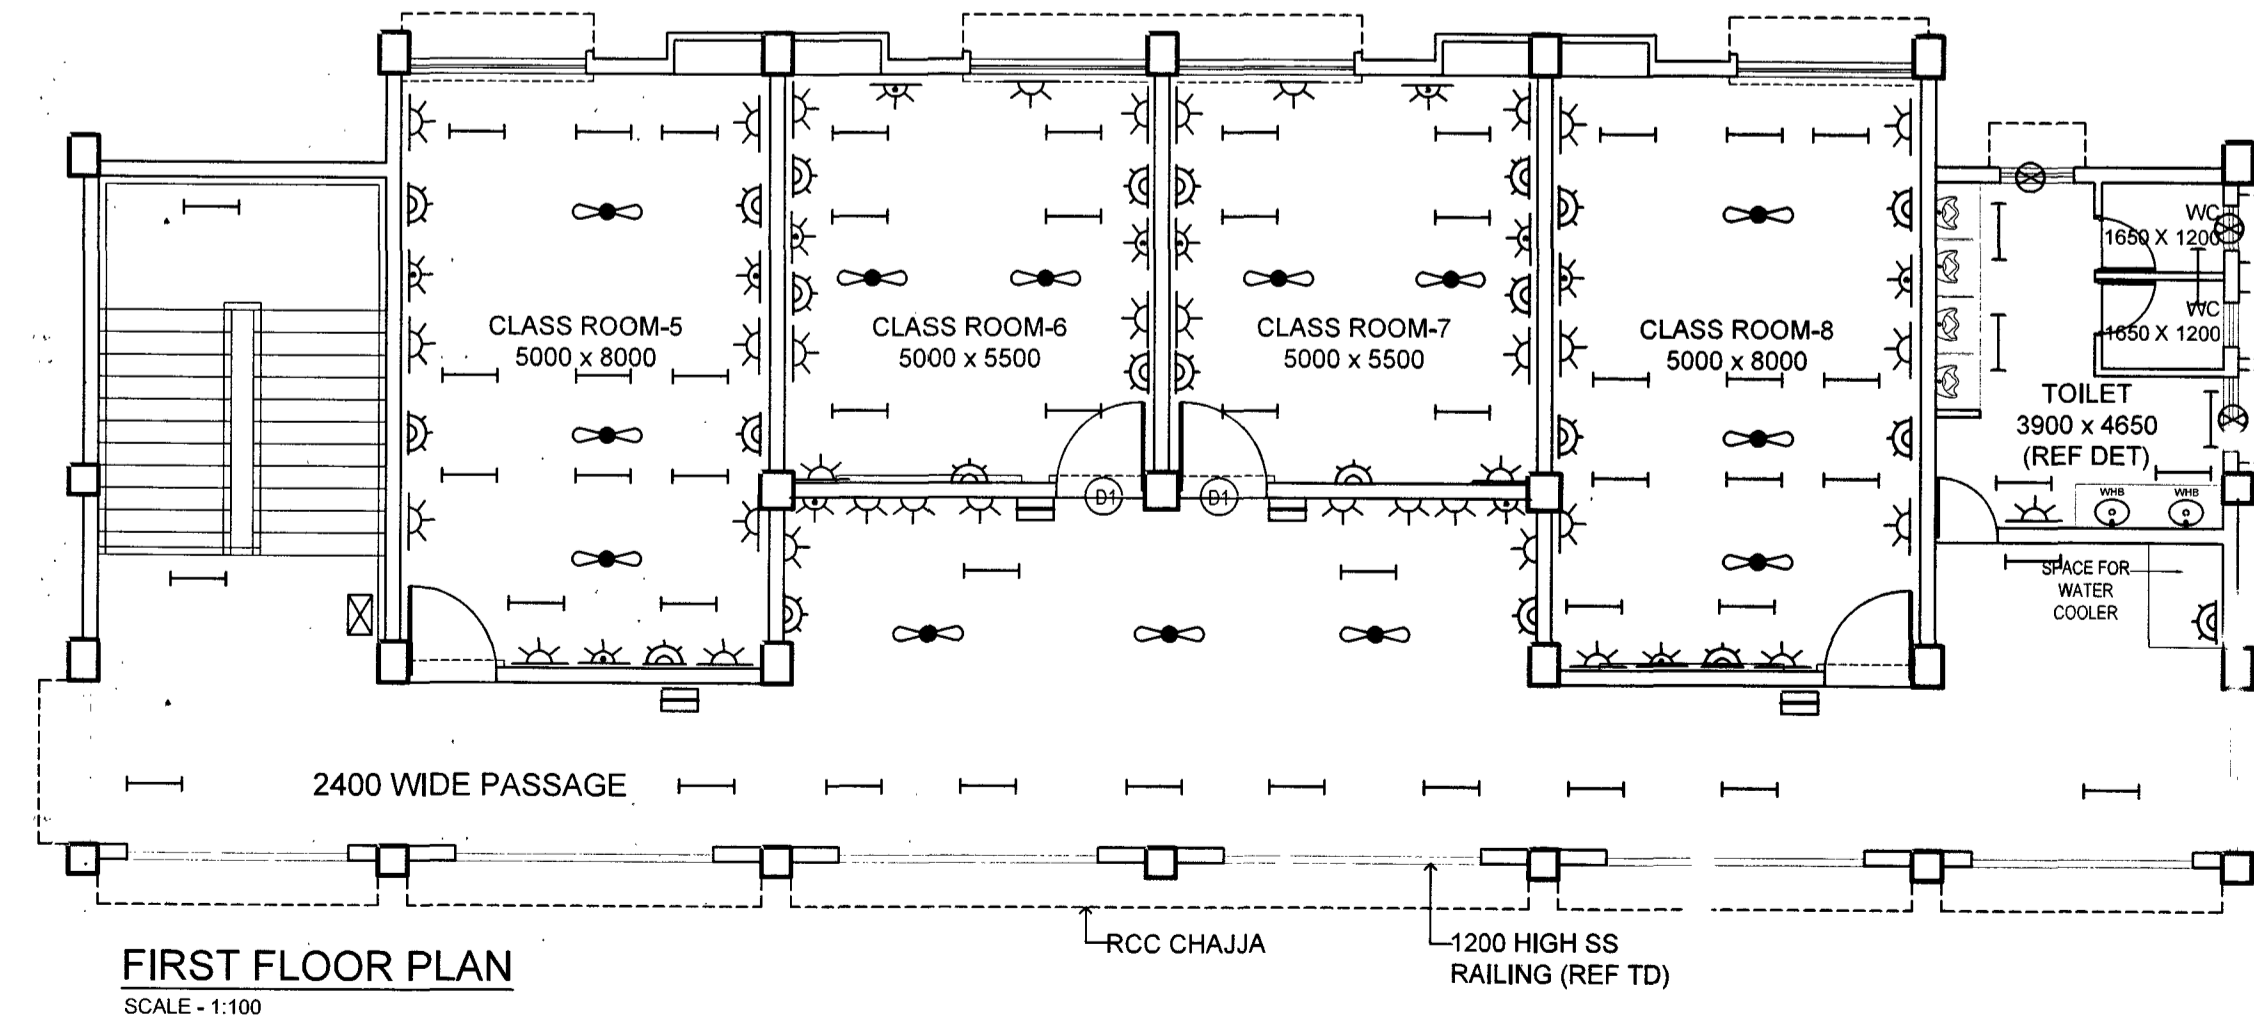 CLASS ROOM-5
5000 x 8000
CLASS ROOM-6
5000 x 5500
CLASS ROOM-7
5000 x 5500
CLASS ROOM-8
5000 x 8000
WC
1650 X 1200
WC
1650 X 1200
TOILET
3900 x 4650
(REF DET)
WHB
WHB
D1
D1
SPACE FOR
WATER
COOLER
2400 WIDE PASSAGE
RCC CHAJJA
1200 HIGH SS
RAILING (REF TD)
FIRST FLOOR PLAN
SCALE - 1:100